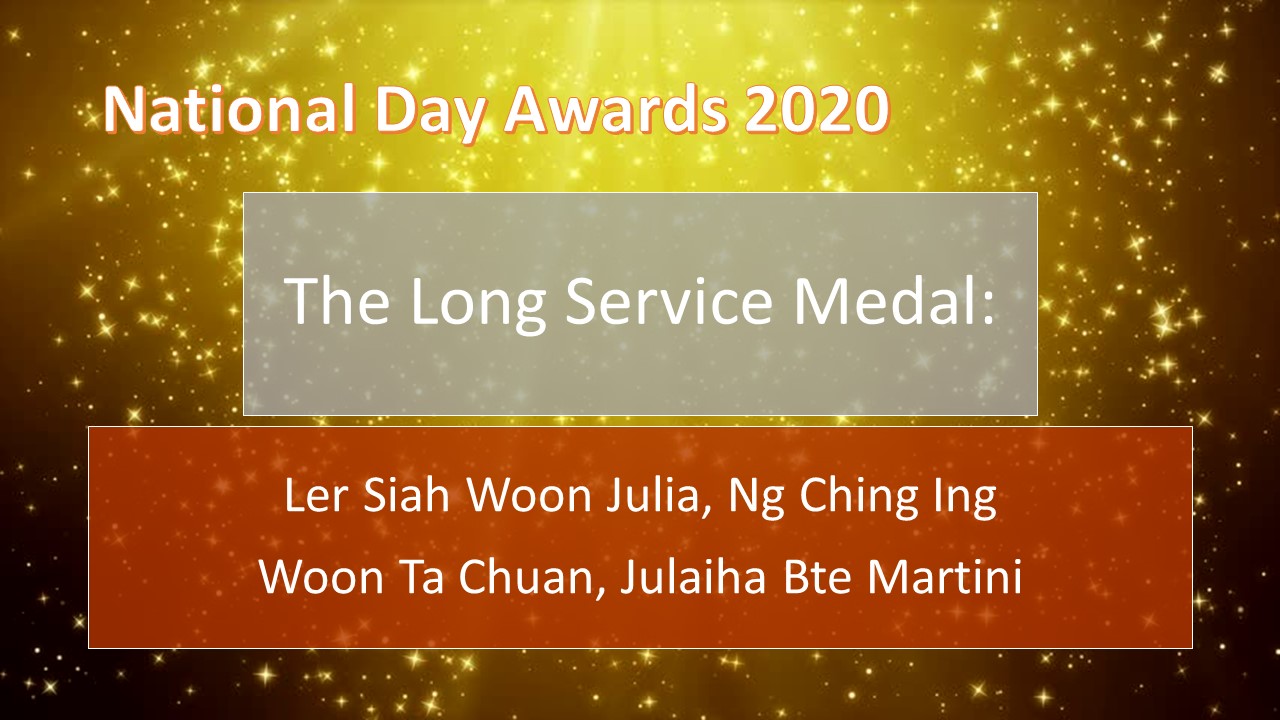 National Day Awards 2020
The Long Service Medal:
Ler Siah Woon Julia, Ng Ching Ing
Woon Ta Chuan, Julaiha Bte Martini